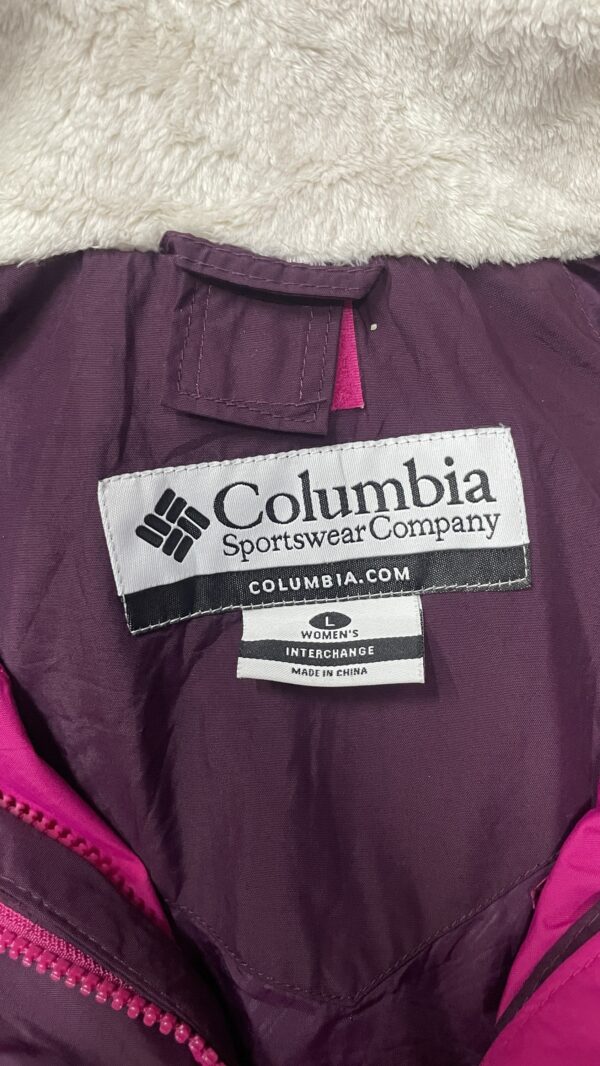 Columbia
Sportswear Company
COLUMBIA.COM
L
WOMEN'S
INTERCHANGE
MADE IN CHINA